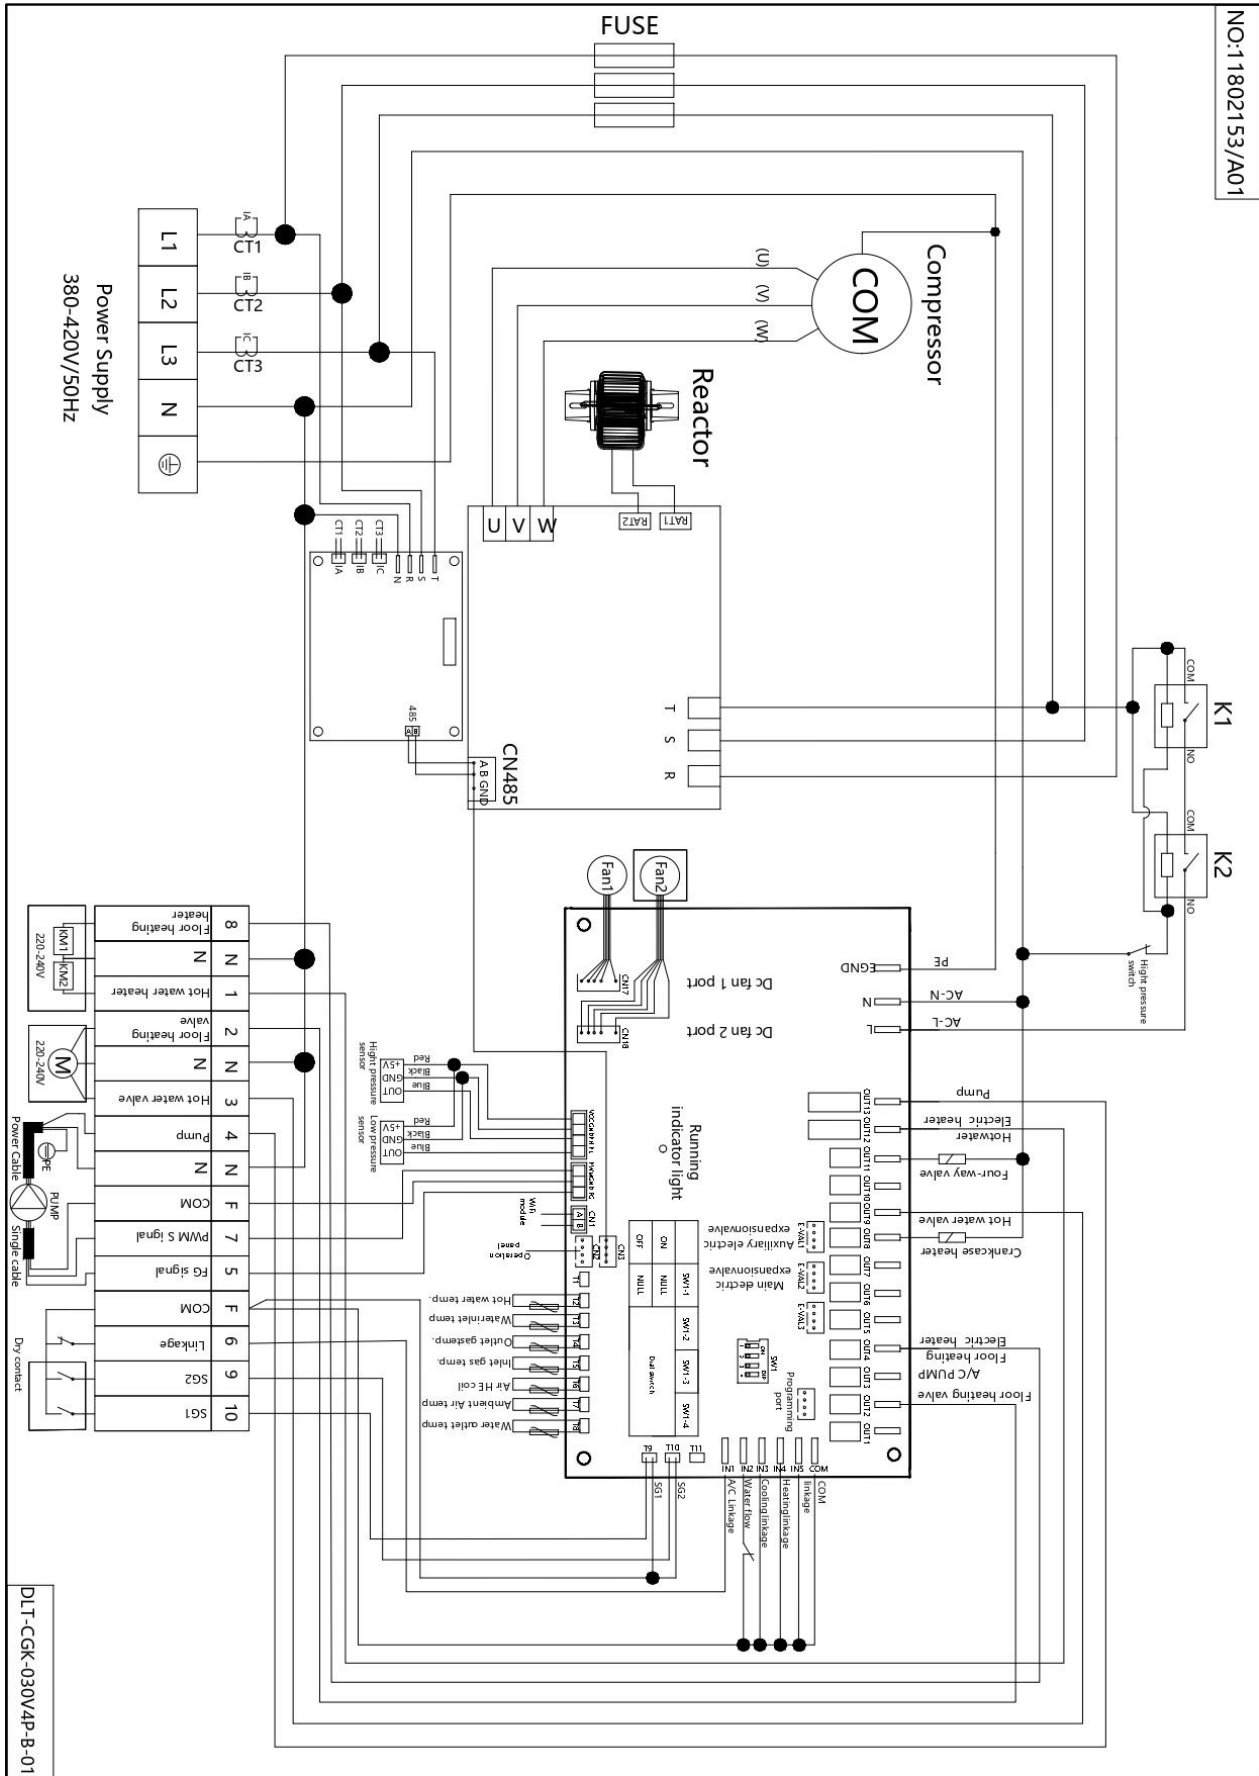 NO:11802153/A01
FUSE
L1
L2
L3
N
IA
CT1
IB
CT2
IC
CT3
Power Supply
380-420V/50Hz
Compressor
COM
(U)
(V)
(W)
Reactor
RAT1
RAT2
U V W
CT1
CT2
CT3
IA
IB
IC
N
R
S
T
485
A B
CN485
A B GND
T
S
R
K1
COM
NO
K2
COM
NO
Hight pressure
switch
Fan1
Fan2
CN17
CN18
Dc fan 1 port
Dc fan 2 port
EGND
PE
N
AC-N
L
AC-L
Running
indicator light
OUT13
OUT12
OUT11
OUT10
OUT9
OUT8
OUT7
OUT6
OUT5
OUT4
OUT3
OUT2
OUT1
Pump
Hotwater
Electric heater
Four-way valve
Hot water valve
Crankcase heater
Floor heating
Electric heater
A/C PUMP
Floor heating valve
Hight pressure
sensor
+5V
GND
OUT
Red
Black
Blue
Low pressure
sensor
+5V
GND
OUT
Red
Black
Blue
Wifi
module
A B
CN1
Operation
panel
CN2
CN3
Auxiliary electric
expansionvalve
E-VAL1
Main electric
expansionvalve
E-VAL2
E-VAL3
OFF
ON
NULL
NULL
SW1-1
SW1-2
SW1-3
SW1-4
Dial switch
SW1
ON
DIP
Programming
port
T1
T2
T3
T4
T5
T6
T7
T8
Hot water temp.
Waterinlet temp
Outlet gastemp.
Inlet gas temp.
Air HE coil
Ambient Air temp
Water outlet temp
T9
T10
T11
SG1
SG2
IN1
IN2
IN3
IN4
IN5
COM
A/C Linkage
Water flow
Coolinglinkage
Heatinglinkage
linkage
COM
KM1
KM2
220-240V
M
220-240V
Power Cable
PE
PUMP
Single cable
Dry contact
Floor heating
heater
8
N
N
Hot water heater
1
Floor heating
valve
2
N
N
Hot water valve
3
Pump
4
N
N
COM
F
PWM S ignal
7
FG signal
5
COM
F
Linkage
6
SG2
9
SG1
10
DLT-CGK-030V4P-B-01